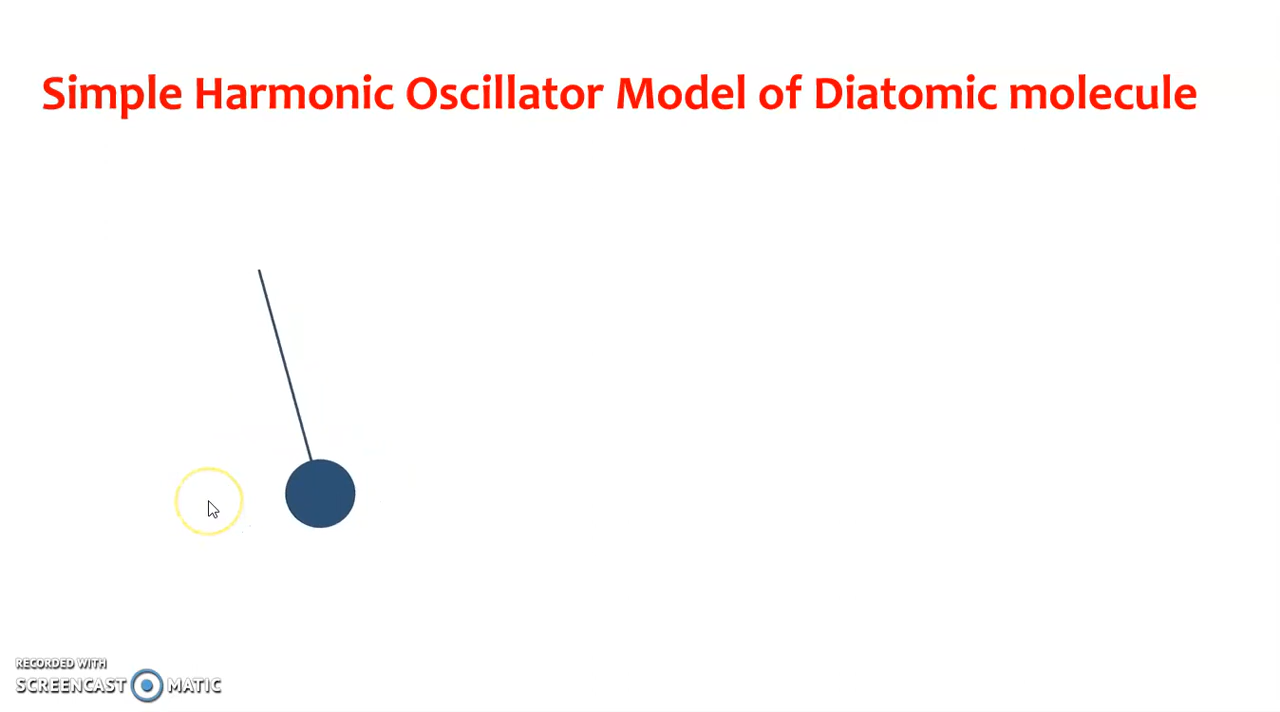 Simple Harmonic Oscillator Model of Diatomic molecule
RECORDED WITH
SCREENCAST MATIC